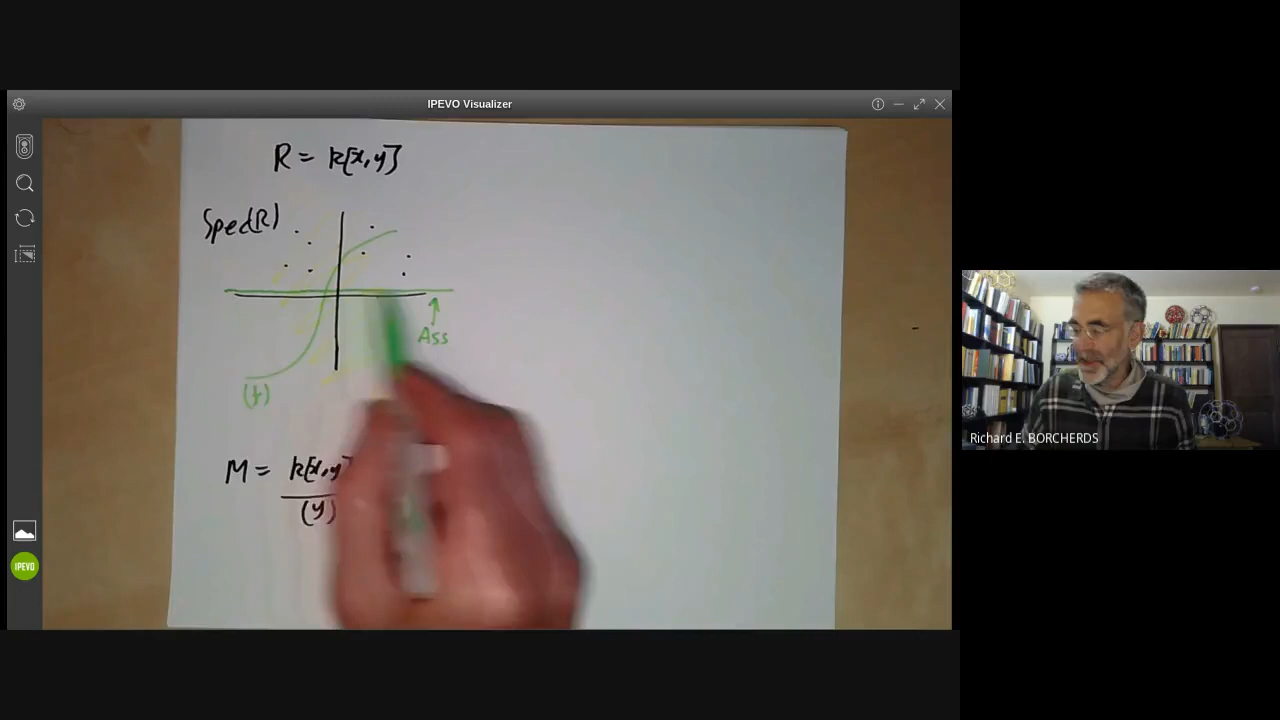 IPEVO Visualizer
R = k[x, y]
Spec(R)
Ass
(f)
M = k[x, y]
(y)
IPEVO
Richard E. BORCHERDS